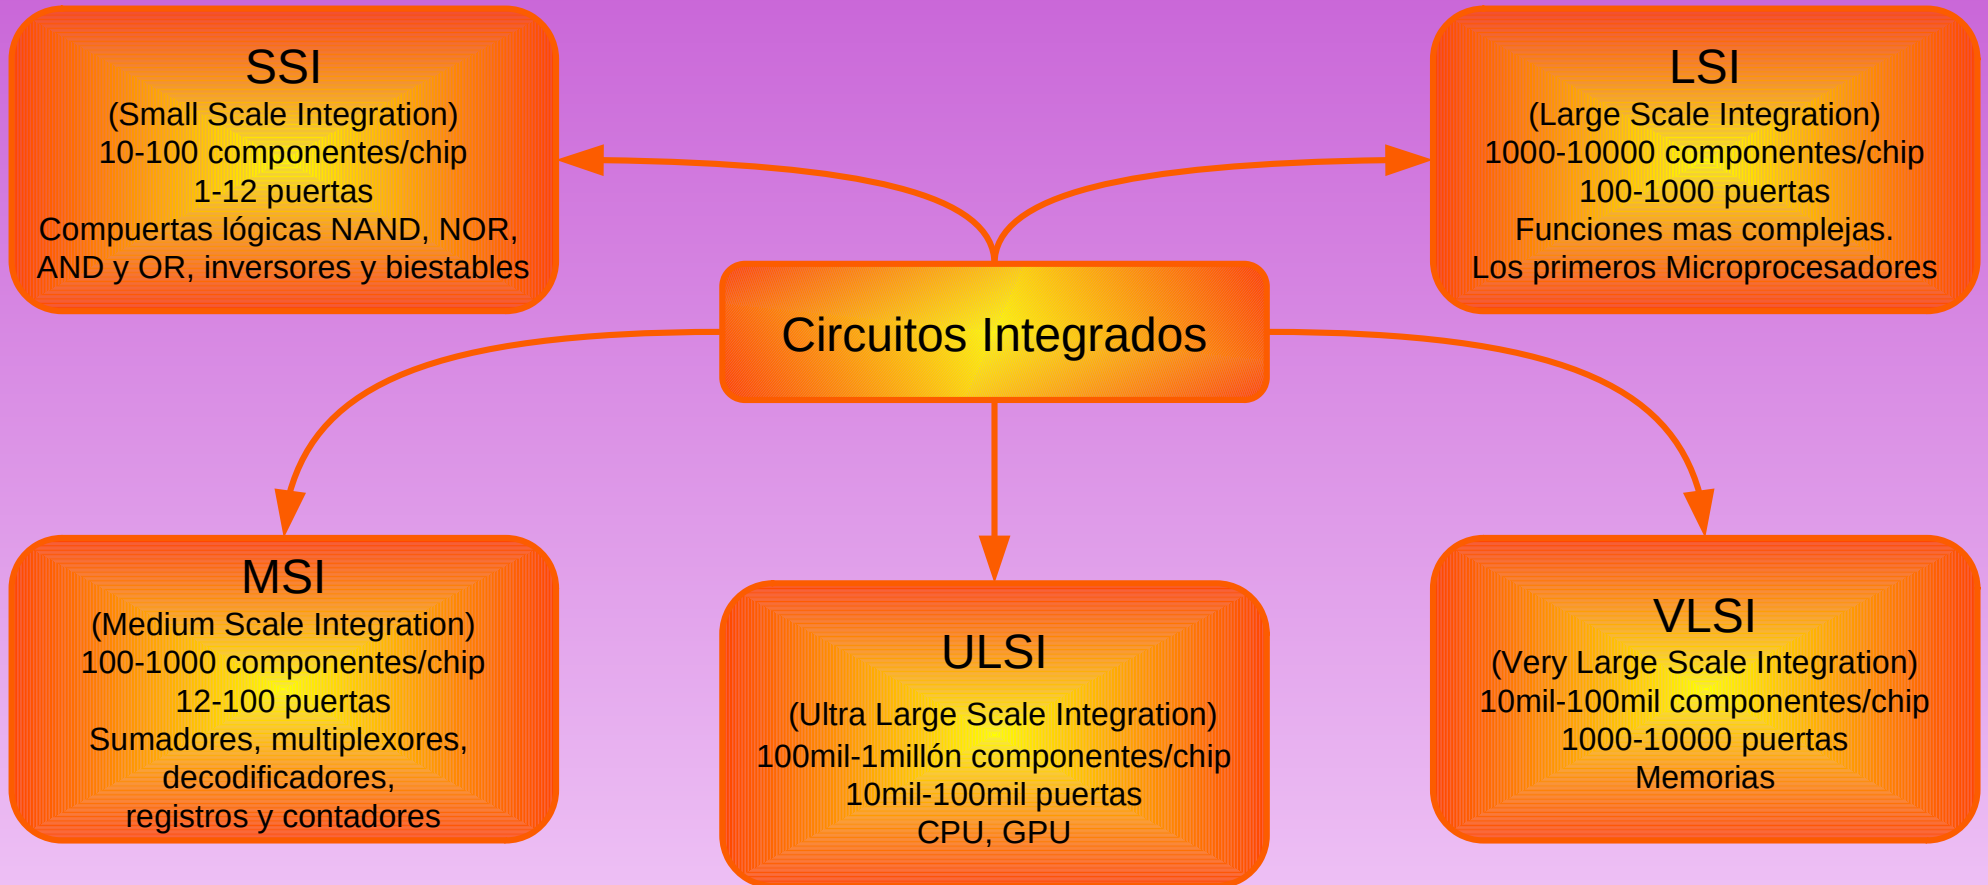 SSI
(Small Scale Integration)
10-100 componentes/chip
1-12 puertas
Compuertas lógicas NAND, NOR,
AND y OR, inversores y biestables
LSI
(Large Scale Integration)
1000-10000 componentes/chip
100-1000 puertas
Funciones mas complejas.
Los primeros Microprocesadores
Circuitos Integrados
MSI
(Medium Scale Integration)
100-1000 componentes/chip
12-100 puertas
Sumadores, multiplexores,
decodificadores,
registros y contadores
ULSI
(Ultra Large Scale Integration)
100mil-1millón componentes/chip
10mil-100mil puertas
CPU, GPU
VLSI
(Very Large Scale Integration)
10mil-100mil componentes/chip
1000-10000 puertas
Memorias